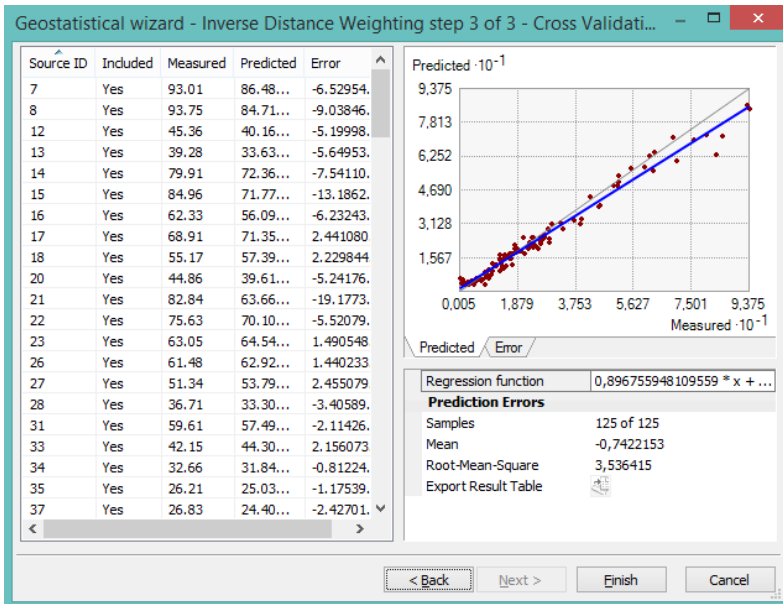 Geostatistical wizard - Inverse Distance Weighting step 3 of 3 - Cross Validati...
Source ID Included Measured Predicted Error
7 Yes 93.01 86.48... -6.52954.
8 Yes 93.75 84.71... -9.03846.
12 Yes 45.36 40.16... -5.19998.
13 Yes 39.28 33.63... -5.64953.
14 Yes 79.91 72.36... -7.54110.
15 Yes 84.96 71.77... -13.1862.
16 Yes 62.33 56.09... -6.23243.
17 Yes 68.91 71.35... 2.441080
18 Yes 55.17 57.39... 2.229844
20 Yes 44.86 39.61... -5.24176.
21 Yes 82.84 63.66... -19.1773.
22 Yes 75.63 70.10... -5.52079.
23 Yes 63.05 64.54... 1.490548
26 Yes 61.48 62.92... 1.440233
27 Yes 51.34 53.79... 2.455079
28 Yes 36.71 33.30... -3.40589.
31 Yes 59.61 57.49... -2.11426.
33 Yes 42.15 44.30... 2.156073
34 Yes 32.66 31.84... -0.81224.
35 Yes 26.21 25.03... -1.17539.
37 Yes 26.83 24.40... -2.42701.
Predicted ·10⁻¹
9,375
7,813
6,252
4,690
3,128
1,567
0,005 1,879 3,753 5,627 7,501 9,375
Measured ·10⁻¹
Predicted Error
Regression function 0,896755948109559 * x + ...
Prediction Errors
Samples 125 of 125
Mean -0,7422153
Root-Mean-Square 3,536415
Export Result Table
< Back Next > Finish Cancel